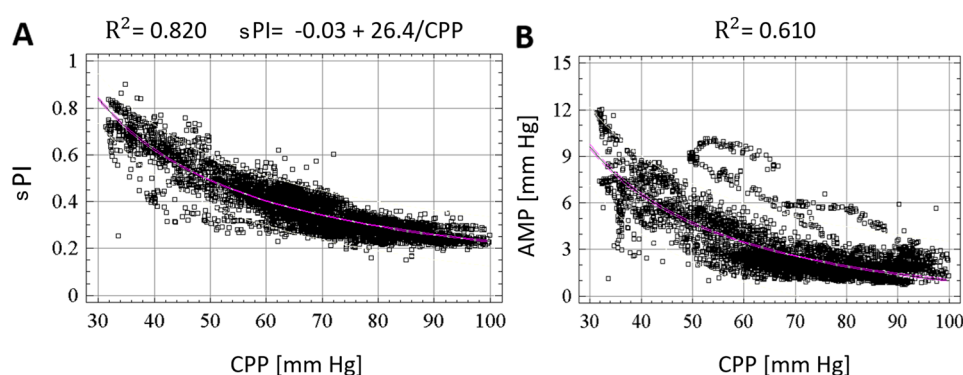 A R² = 0.820 sPI= -0.03 + 26.4/CPP
1
0.8
0.6
0.4
0.2
0
sPI
30 40 50 60 70 80 90 100
CPP [mm Hg]
B R² = 0.610
15
12
9
6
3
0
AMP [mm Hg]
30 40 50 60 70 80 90 100
CPP [mm Hg]